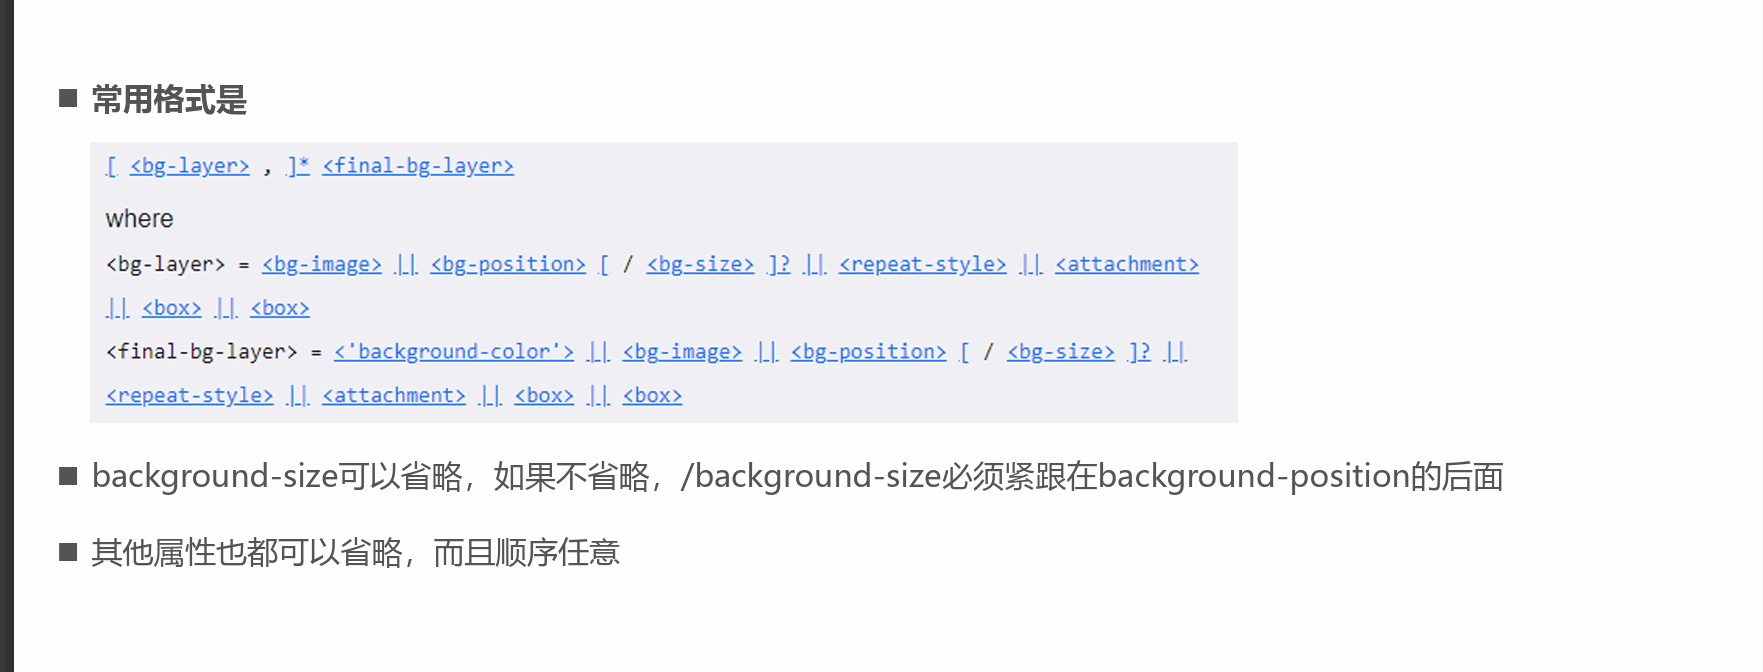 常用格式是
[ <bg-layer> , ]* <final-bg-layer>
where
<bg-layer> = <bg-image> || <bg-position> [ / <bg-size> ]? || <repeat-style> || <attachment>
|| <box> || <box>
<final-bg-layer> = <'background-color'> || <bg-image> || <bg-position> [ / <bg-size> ]? ||
<repeat-style> || <attachment> || <box> || <box>
background-size可以省略，如果不省略，/background-size必须紧跟在background-position的后面
其他属性也都可以省略，而且顺序任意